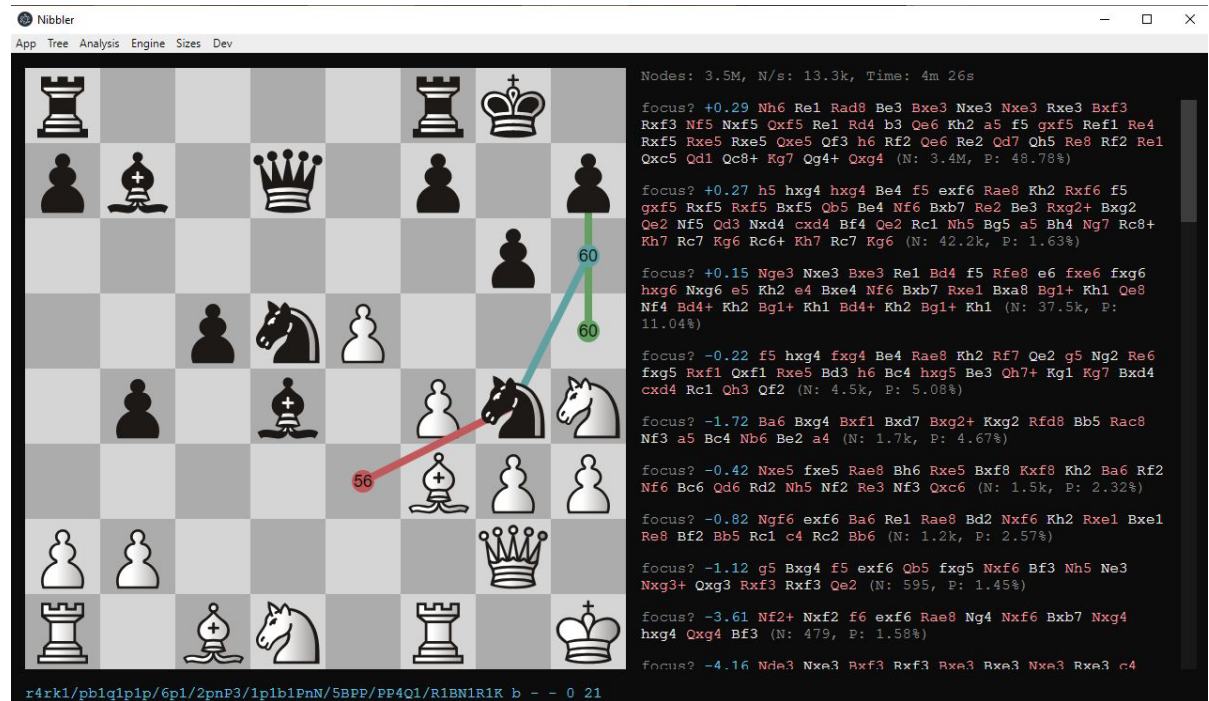 Nibbler
App Tree Analysis Engine Sizes Dev
Nodes: 3.5M, N/s: 13.3k, Time: 4m 26s
focus? +0.29 Nh6 Re1 Rad8 Be3 Bxe3 Nxe3 Nxe3 Rxe3 Bxf3
Rxf3 Nf5 Nxf5 Qxf5 Re1 Rd4 b3 Qe6 Kh2 a5 f5 gxf5 Ref1 Re4
Rxf5 Rxe5 Rxe5 Qxe5 Qf3 h6 Rf2 Qe6 Re2 Qd7 Qh5 Re8 Rf2 Re1
Qxc5 Qd1 Qc8+ Kg7 Qg4+ Qxg4 (N: 3.4M, P: 48.78%)
focus? +0.27 h5 hxg4 hxg4 Be4 f5 exf6 Rae8 Kh2 Rxf6 f5
gxf5 Rxf5 Rxf5 Bxf5 Qb5 Be4 Nf6 Bxb7 Re2 Be3 Rxg2+ Bxg2
Qe2 Nf5 Qd3 Nxd4 cxd4 Bf4 Qe2 Rc1 Nh5 Bg5 a5 Bh4 Ng7 Rc8+
Kh7 Rc7 Kg6 Rc6+ Kh7 Rc7 Kg6 (N: 42.2k, P: 1.63%)
focus? +0.15 Nge3 Nxe3 Bxe3 Re1 Bd4 f5 Rfe8 e6 fxe6 fxg6
hxg6 Nxg6 e5 Kh2 e4 Bxe4 Nf6 Bxb7 Rxe1 Bxa8 Bg1+ Kh1 Qe8
Nf4 Bd4+ Kh2 Bg1+ Kh1 Bd4+ Kh2 Bg1+ Kh1 (N: 37.5k, P:
11.04%)
focus? -0.22 f5 hxg4 fxg4 Be4 Rae8 Kh2 Rf7 Qe2 g5 Ng2 Re6
fxg5 Rxf1 Qxf1 Rxe5 Bd3 h6 Bc4 hxg5 Be3 Qh7+ Kg1 Kg7 Bxd4
cxd4 Rc1 Qh3 Qf2 (N: 4.5k, P: 5.08%)
focus? -1.72 Ba6 Bxg4 Bxf1 Bxd7 Bxg2+ Kxg2 Rfd8 Bb5 Rac8
Nf3 a5 Bc4 Nb6 Be2 a4 (N: 1.7k, P: 4.67%)
focus? -0.42 Nxe5 fxe5 Rae8 Bh6 Rxe5 Bxf8 Kxf8 Kh2 Ba6 Rf2
Nf6 Bc6 Qd6 Rd2 Nh5 Nf2 Re3 Nf3 Qxc6 (N: 1.5k, P: 2.32%)
focus? -0.82 Ngf6 exf6 Ba6 Re1 Rae8 Bd2 Nxf6 Kh2 Rxe1 Bxe1
Re8 Bf2 Bb5 Rc1 c4 Rc2 Bb6 (N: 1.2k, P: 2.57%)
focus? -1.12 g5 Bxg4 f5 exf6 Qb5 fxg5 Nxf6 Bf3 Nh5 Ne3
Nxg3+ Qxg3 Rxf3 Rxf3 Qe2 (N: 595, P: 1.45%)
focus? -3.61 Nf2+ Nxf2 f6 exf6 Rae8 Ng4 Nxf6 Bxb7 Nxg4
hxg4 Qxg4 Bf3 (N: 479, P: 1.58%)
focus? -4.16 Nde3 Nxe3 Bxf3 Rxf3 Bxe3 Bxe3 Nxe3 Rxe3 c4
60
60
56
r4rk1/pb1q1p1p/6p1/2pnP3/1p1b1PnN/5BPP/PP4Q1/R1BN1R1K b - - 0 21